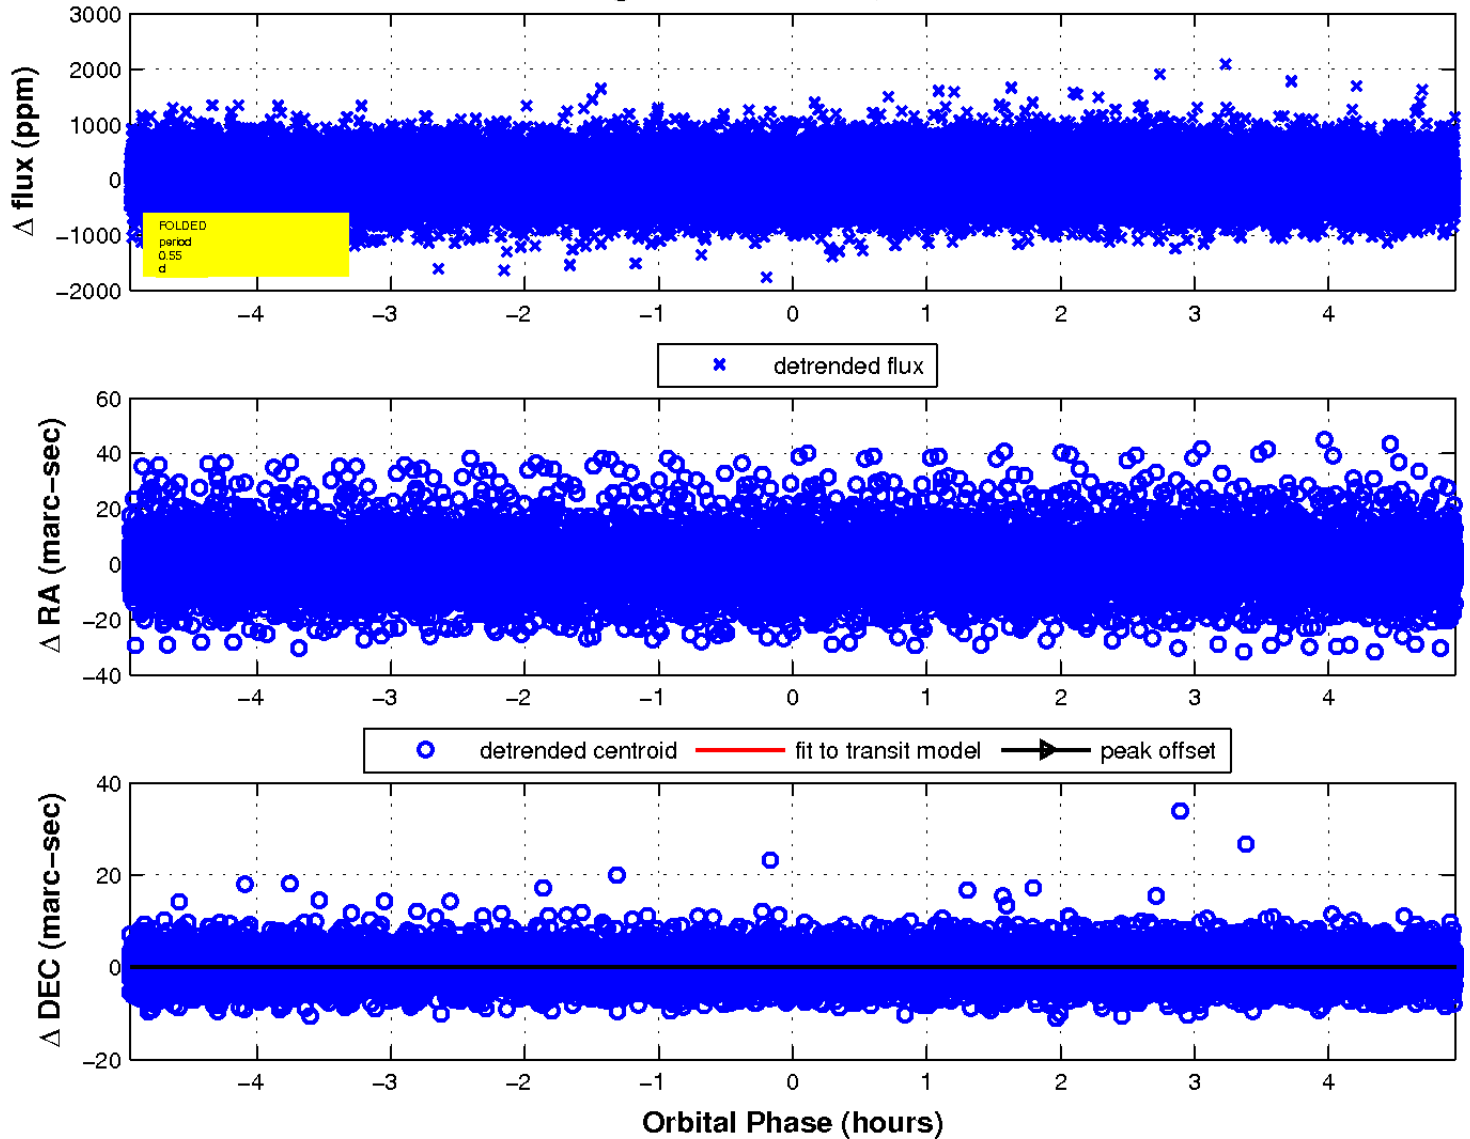 3000
2000
1000
0
−1000
−2000
Δ flux (ppm)
FOLDED
period
0.55
d
−4 −3 −2 −1 0 1 2 3 4
detrended flux
60
40
20
0
−20
−40
Δ RA (marc−sec)
−4 −3 −2 −1 0 1 2 3 4
detrended centroid fit to transit model peak offset
40
20
0
−20
Δ DEC (marc−sec)
−4 −3 −2 −1 0 1 2 3 4
Orbital Phase (hours)